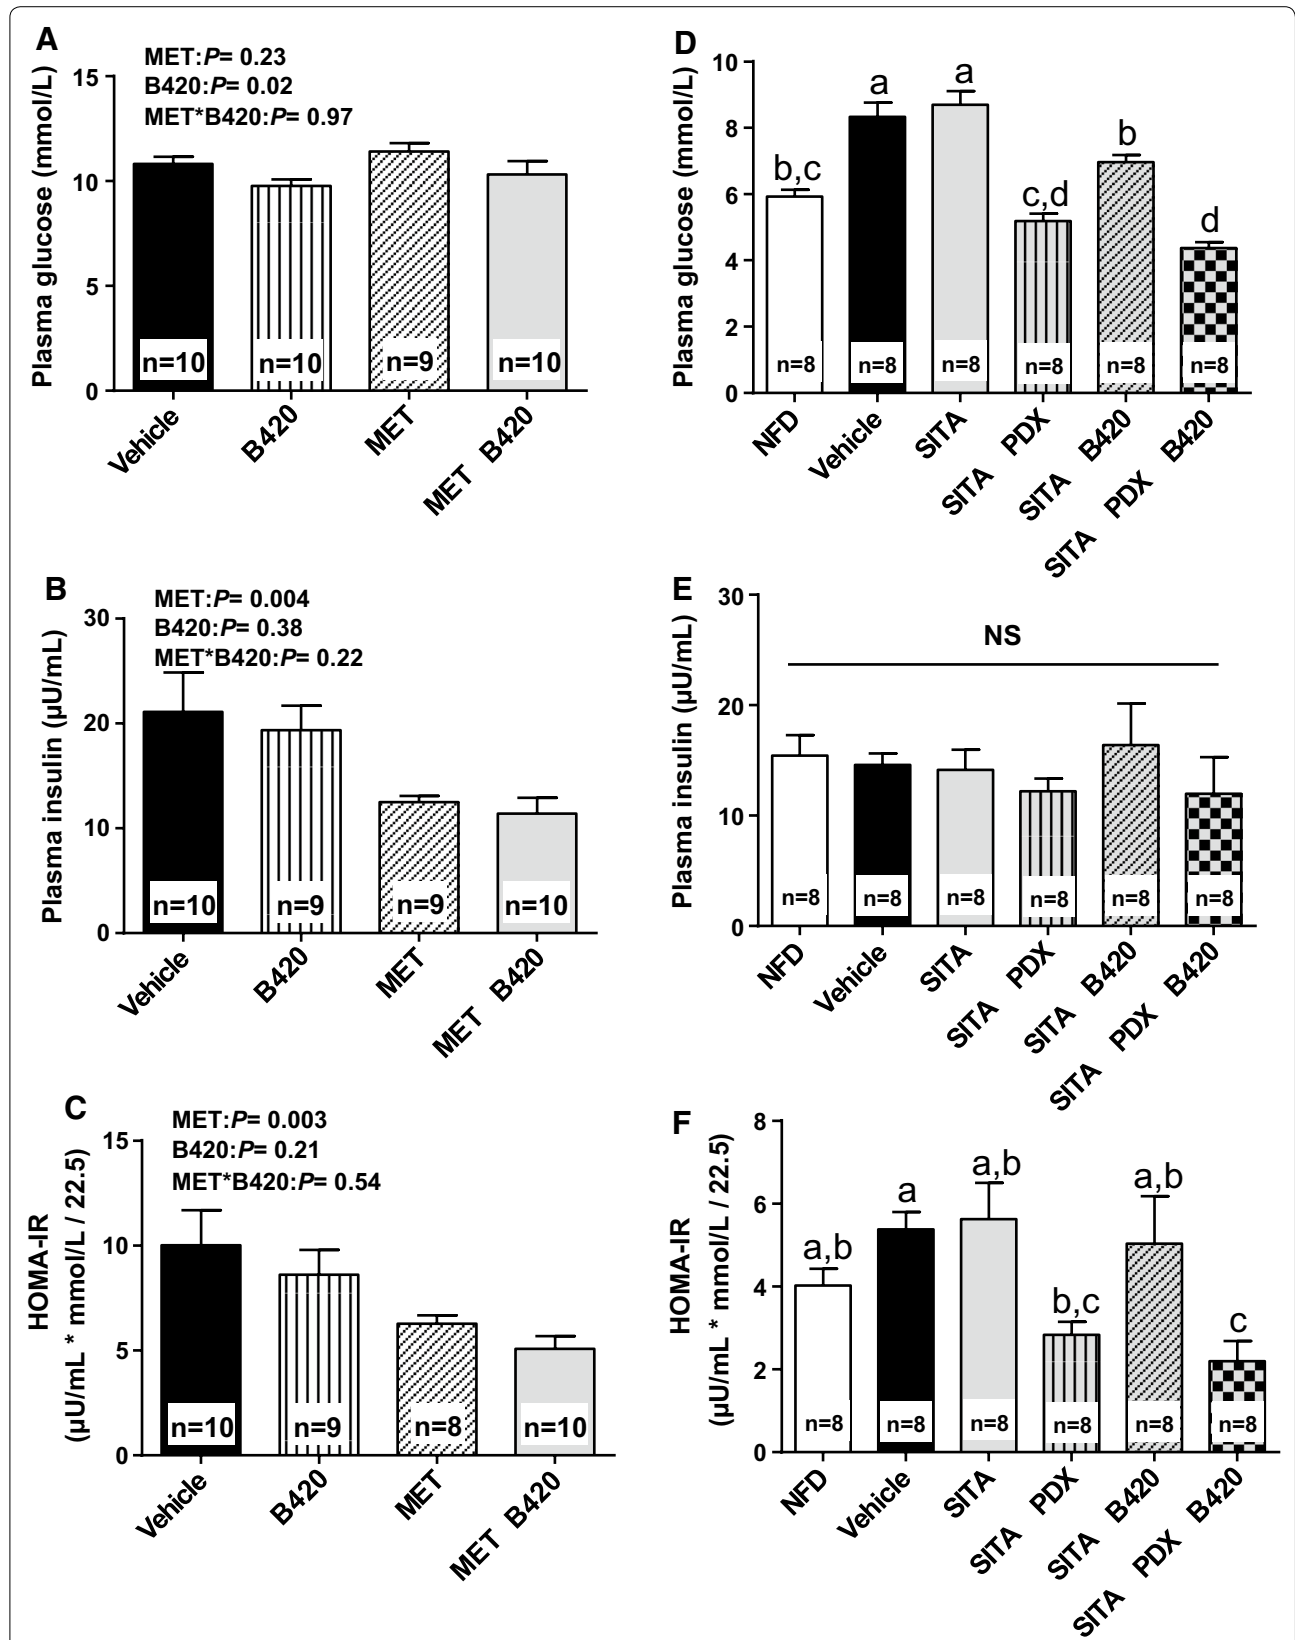 A
MET:P= 0.23
B420:P= 0.02
MET*B420:P= 0.97
Plasma glucose (mmol/L)
15
10
5
0
n=10
n=10
n=9
n=10
Vehicle
B420
MET
MET B420
D
Plasma glucose (mmol/L)
10
8
6
4
2
0
b,c
a
a
c,d
b
d
n=8
n=8
n=8
n=8
n=8
n=8
NFD
Vehicle
SITA
SITA PDX
SITA B420
SITA PDX B420
B
MET:P= 0.004
B420:P= 0.38
MET*B420:P= 0.22
Plasma insulin (µU/mL)
30
20
10
0
n=10
n=9
n=9
n=10
Vehicle
B420
MET
MET B420
E
Plasma insulin (µU/mL)
30
20
10
0
NS
n=8
n=8
n=8
n=8
n=8
n=8
NFD
Vehicle
SITA
SITA PDX
SITA B420
SITA PDX B420
C
MET:P= 0.003
B420:P= 0.21
MET*B420:P= 0.54
HOMA-IR
(µU/mL * mmol/L / 22.5)
15
10
5
0
n=10
n=9
n=8
n=10
Vehicle
B420
MET
MET B420
F
HOMA-IR
(µU/mL * mmol/L / 22.5)
8
6
4
2
0
a,b
a
a,b
b,c
a,b
c
n=8
n=8
n=8
n=8
n=8
n=8
NFD
Vehicle
SITA
SITA PDX
SITA B420
SITA PDX B420